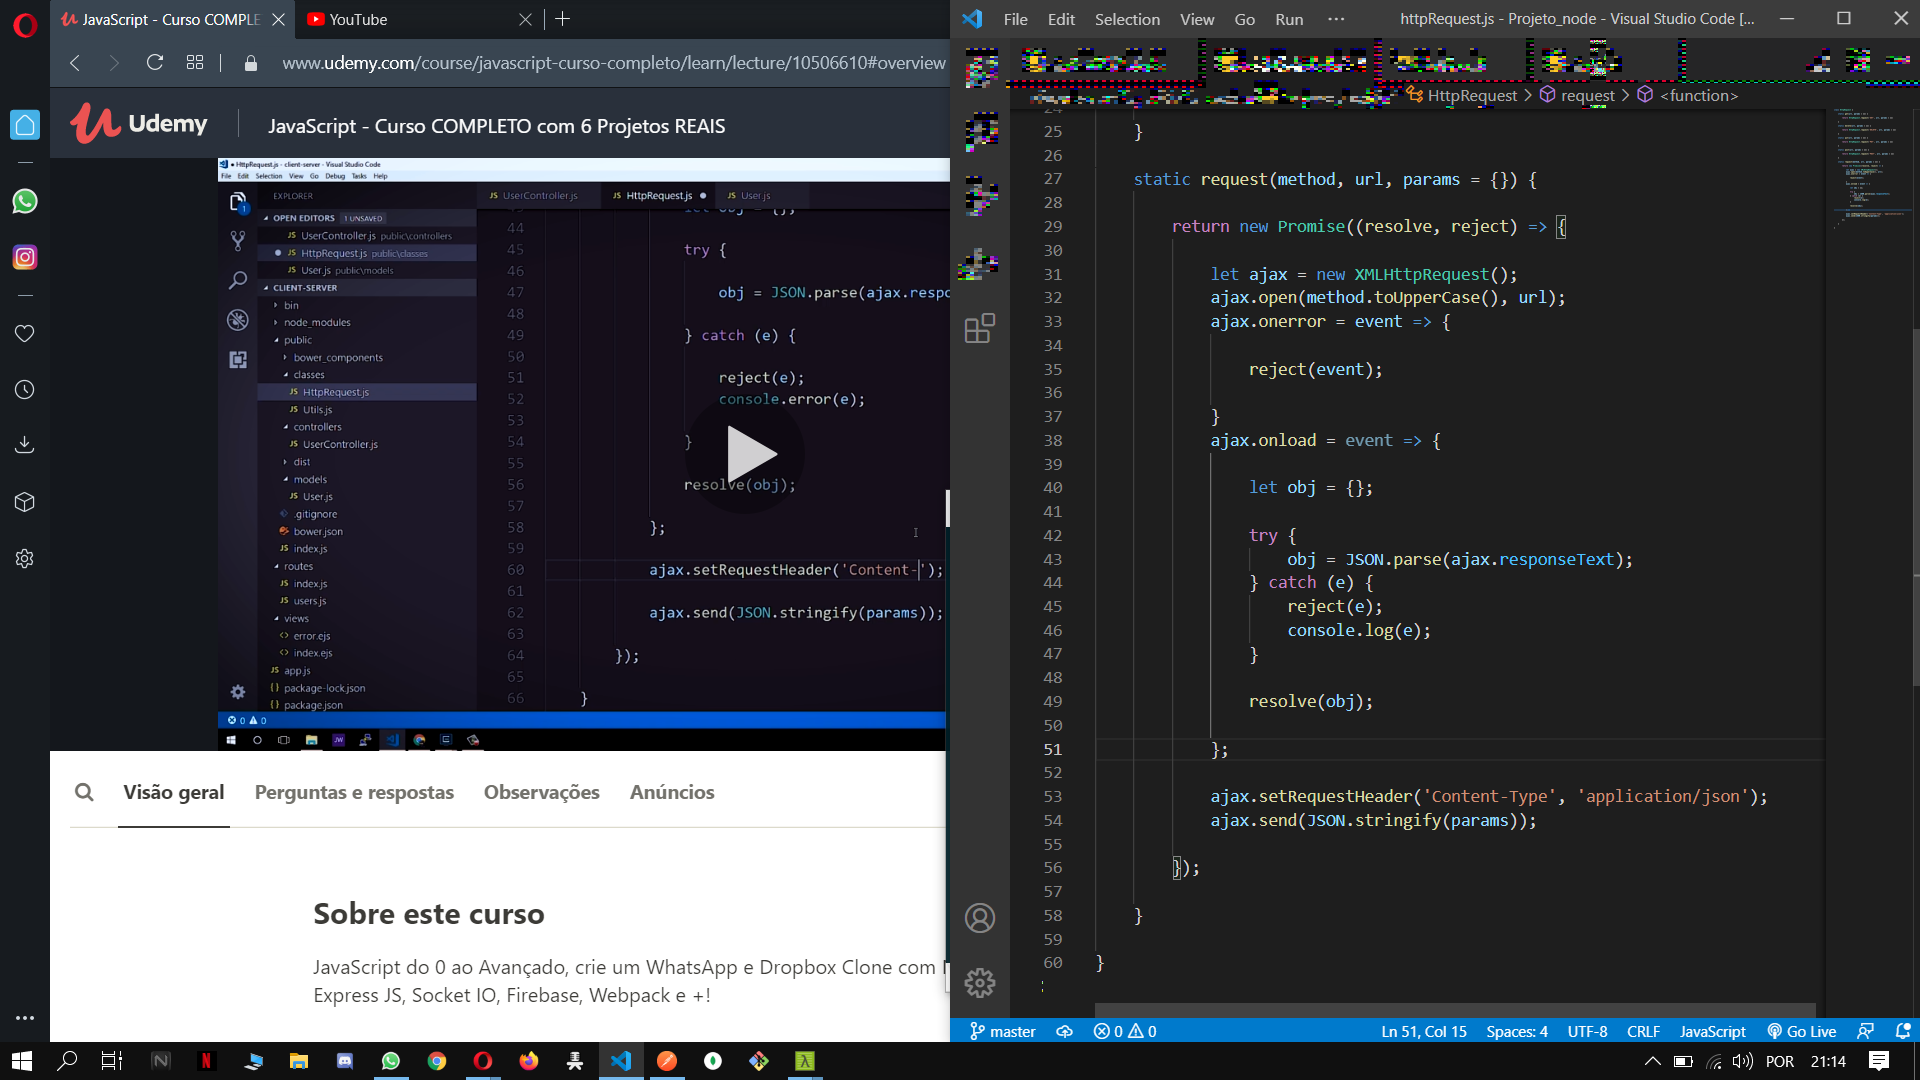 JavaScript - Curso COMPLE
YouTube
www.udemy.com/course/javascript-curso-completo/learn/lecture/10506610#overview
Udemy
JavaScript - Curso COMPLETO com 6 Projetos REAIS
HttpRequest.js - client-server - Visual Studio Code
File Edit Selection View Go Debug Tasks Help
EXPLORER
OPEN EDITORS 1 UNSAVED
UserController.js public\controllers
HttpRequest.js public\classes
User.js public\models
CLIENT-SERVER
bin
node_modules
public
bower_components
classes
HttpRequest.js
Utils.js
controllers
UserController.js
dist
models
User.js
.gitignore
bower.json
index.js
routes
index.js
users.js
views
error.ejs
index.ejs
app.js
package-lock.json
package.json
UserController.js HttpRequest.js User.js
44
45 try {
46
47 obj = JSON.parse(ajax.respo
48
49 } catch (e) {
50
51 reject(e);
52 console.error(e);
53
54 }
55
56 resolve(obj);
57
58 };
59
60 ajax.setRequestHeader('Content-');
61
62 ajax.send(JSON.stringify(params));
63
64 });
65
66 }
0 0
Visão geral Perguntas e respostas Observações Anúncios
Sobre este curso
JavaScript do 0 ao Avançado, crie um WhatsApp e Dropbox Clone com
Express JS, Socket IO, Firebase, Webpack e +!
File Edit Selection View Go Run ··· httpRequest.js - Projeto_node - Visual Studio Code [...
HttpRequest > request > <function>
24
25 }
26
27 static request(method, url, params = {}) {
28
29 return new Promise((resolve, reject) => {
30
31 let ajax = new XMLHttpRequest();
32 ajax.open(method.toUpperCase(), url);
33 ajax.onerror = event => {
34
35 reject(event);
36
37 }
38 ajax.onload = event => {
39
40 let obj = {};
41
42 try {
43 obj = JSON.parse(ajax.responseText);
44 } catch (e) {
45 reject(e);
46 console.log(e);
47 }
48
49 resolve(obj);
50
51 };
52
53 ajax.setRequestHeader('Content-Type', 'application/json');
54 ajax.send(JSON.stringify(params));
55
56 });
57
58 }
59
60 }
master 0 0 Ln 51, Col 15 Spaces: 4 UTF-8 CRLF JavaScript Go Live
POR 21:14